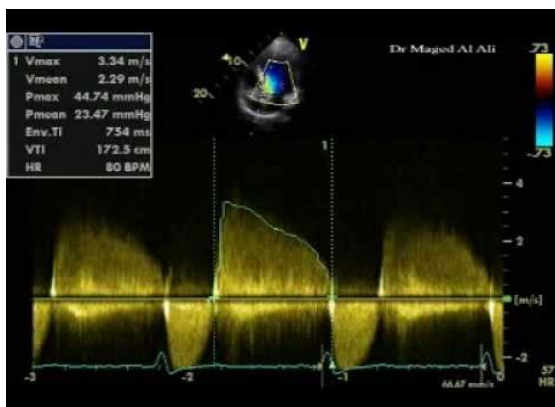 V
Dr Maged Al Ali
.73
1 Vmax 3.34 m/s
Vmean 2.29 m/s
Pmax 44.74 mmHg
Pmean 23.47 mmHg
Env.Ti 754 ms
VTI 172.5 cm
HR 80 BPM
10
20
-.73
1
4
2
[m/s]
-2
57
HR
-3
-2
-1
0
66.67 mm/s